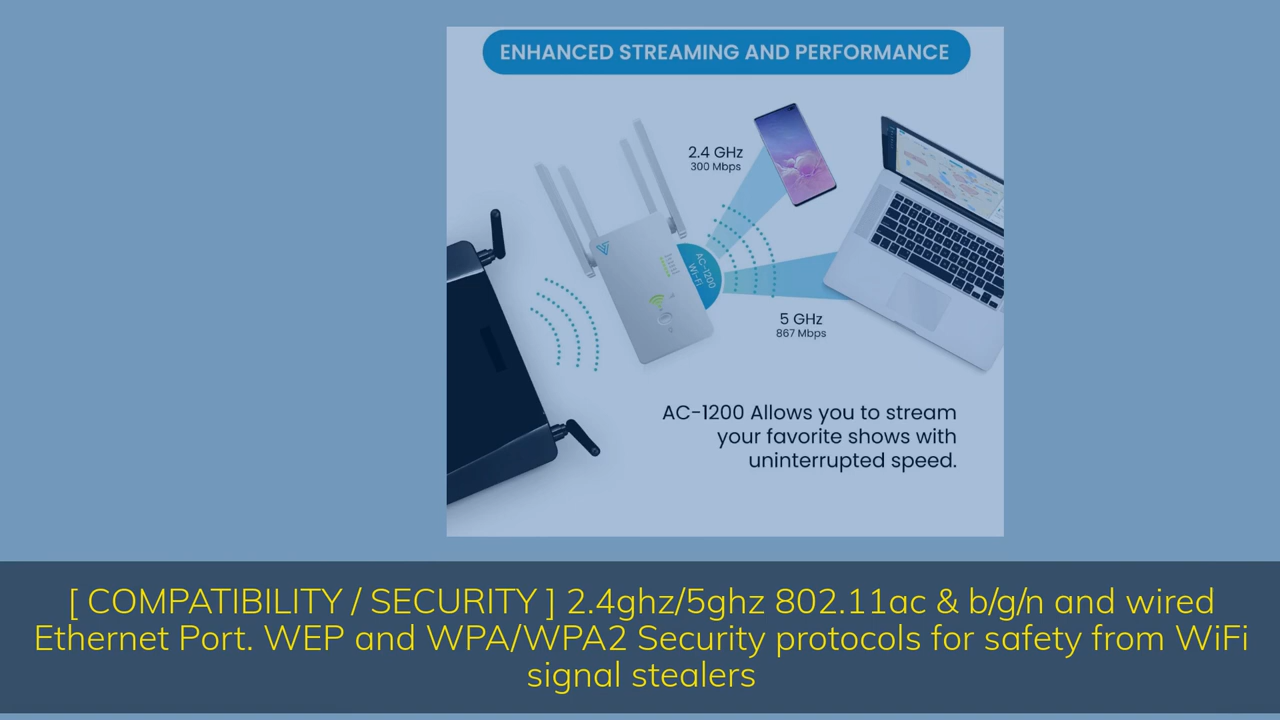 ENHANCED STREAMING AND PERFORMANCE
2.4 GHz
300 Mbps
AC-1200
Wi-Fi
5 GHz
867 Mbps
AC-1200 Allows you to stream
your favorite shows with
uninterrupted speed.
[ COMPATIBILITY / SECURITY ] 2.4ghz/5ghz 802.11ac & b/g/n and wired
Ethernet Port. WEP and WPA/WPA2 Security protocols for safety from WiFi
signal stealers